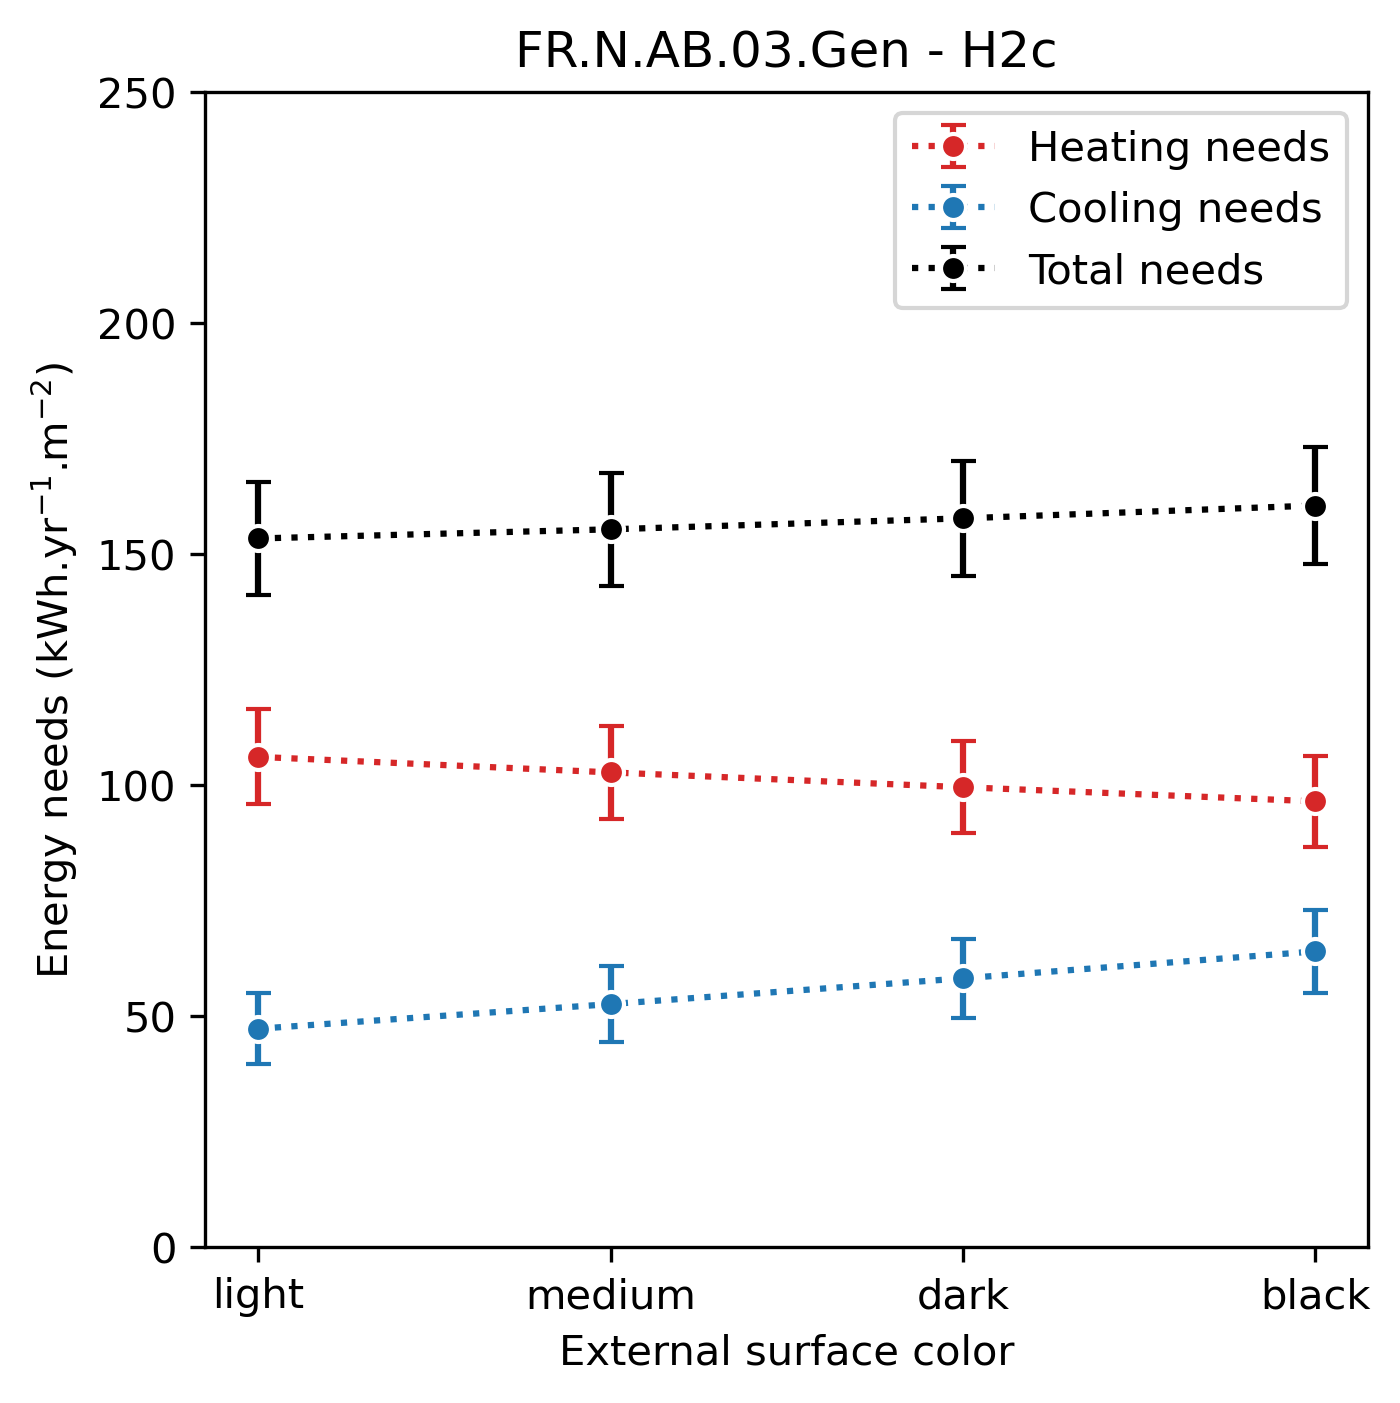 FR.N.AB.03.Gen - H2c
250
200
150
100
50
0
Energy needs (kWh.yr⁻¹.m⁻²)
Heating needs
Cooling needs
Total needs
light medium dark black
External surface color